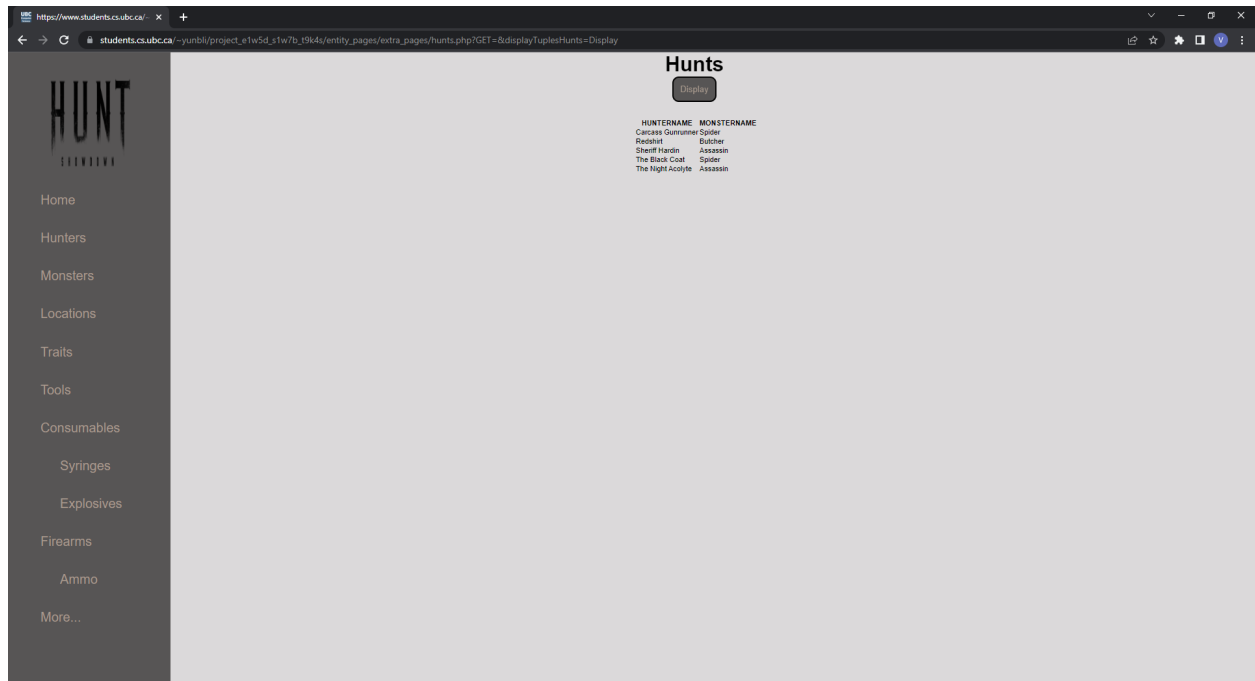 https://www.students.cs.ubc.ca/~
students.cs.ubc.ca/~yunbli/project_e1w5d_s1w7b_t9k4s/entity_pages/extra_pages/hunts.php?GET=&displayTuplesHunts=Display
V
HUNT
SHOWDOWN
Home
Hunters
Monsters
Locations
Traits
Tools
Consumables
Syringes
Explosives
Firearms
Ammo
More...
Hunts
Display
HUNTERNAME MONSTERNAME
Carcass Gunrunner Spider
Redshirt Butcher
Sheriff Hardin Assassin
The Black Coat Spider
The Night Acolyte Assassin